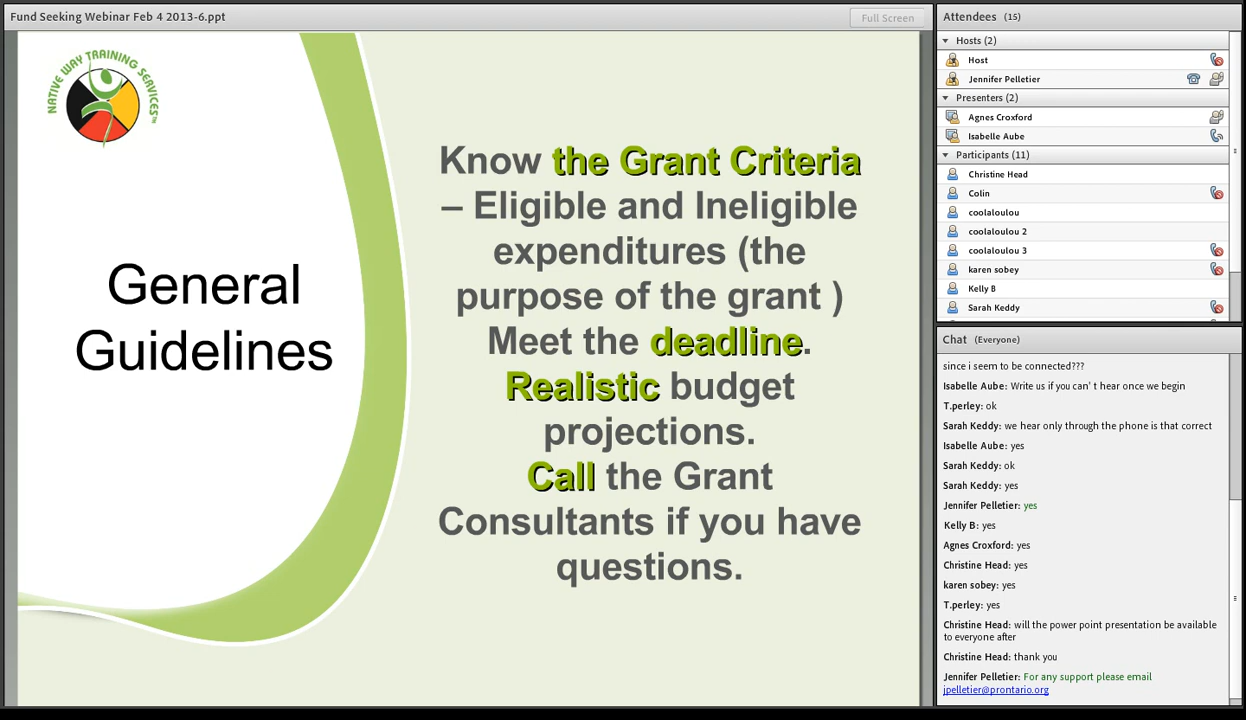 Fund Seeking Webinar Feb 4 2013-6.ppt
Full Screen
NATIVE WAY TRAINING SERVICES
General
Guidelines
Know the Grant Criteria
– Eligible and Ineligible
expenditures (the
purpose of the grant )
Meet the deadline.
Realistic budget
projections.
Call the Grant
Consultants if you have
questions.
Attendees (15)
Hosts (2)
Host
Jennifer Pelletier
Presenters (2)
Agnes Croxford
Isabelle Aube
Participants (11)
Christine Head
Colin
coolaloulou
coolaloulou 2
coolaloulou 3
karen sobey
Kelly B
Sarah Keddy
Chat (Everyone)
since i seem to be connected???
Isabelle Aube: Write us if you can' t hear once we begin
T.perley: ok
Sarah Keddy: we hear only through the phone is that correct
Isabelle Aube: yes
Sarah Keddy: ok
Sarah Keddy: yes
Jennifer Pelletier: yes
Kelly B: yes
Agnes Croxford: yes
Christine Head: yes
karen sobey: yes
T.perley: yes
Christine Head: will the power point presentation be available
to everyone after
Christine Head: thank you
Jennifer Pelletier: For any support please email
jpelletier@prontario.org